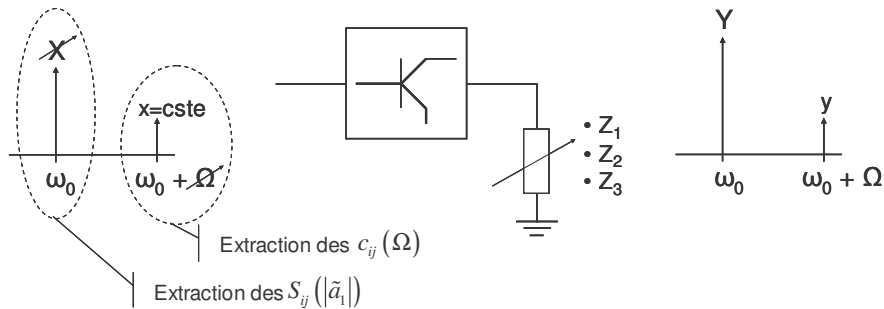 X
x=cste
ω₀
ω₀ + Ω
Extraction des cᵢⱼ(Ω)
Extraction des Sᵢⱼ(|ã₁|)
• Z₁
• Z₂
• Z₃
Y
y
ω₀
ω₀ + Ω